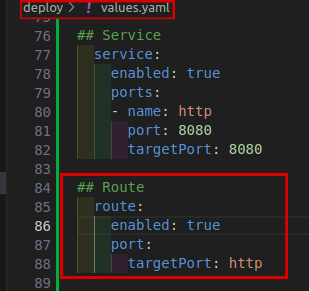 deploy > ! values.yaml
76 ## Service
77 service:
78 enabled: true
79 ports:
80 - name: http
81 port: 8080
82 targetPort: 8080
83
84 ## Route
85 route:
86 enabled: true
87 port:
88 targetPort: http
89